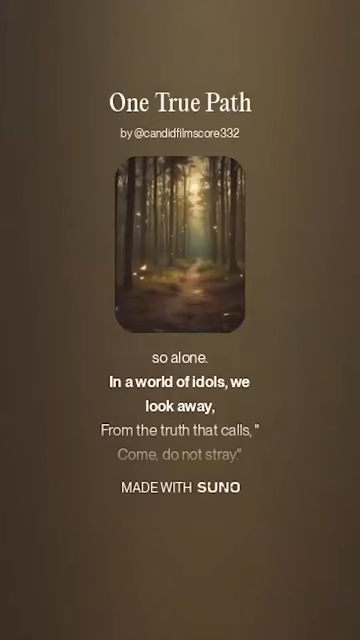 One True Path
by @candidfilmscore332
so alone.
In a world of idols, we
look away,
From the truth that calls, "
Come, do not stray."
MADE WITH SUNO